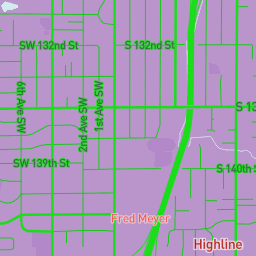 SW 132nd St
S 132nd St
6th Ave SW
2nd Ave SW
1st Ave SW
S 13
SW 139th St
S 140th S
Fred Meyer
Highline